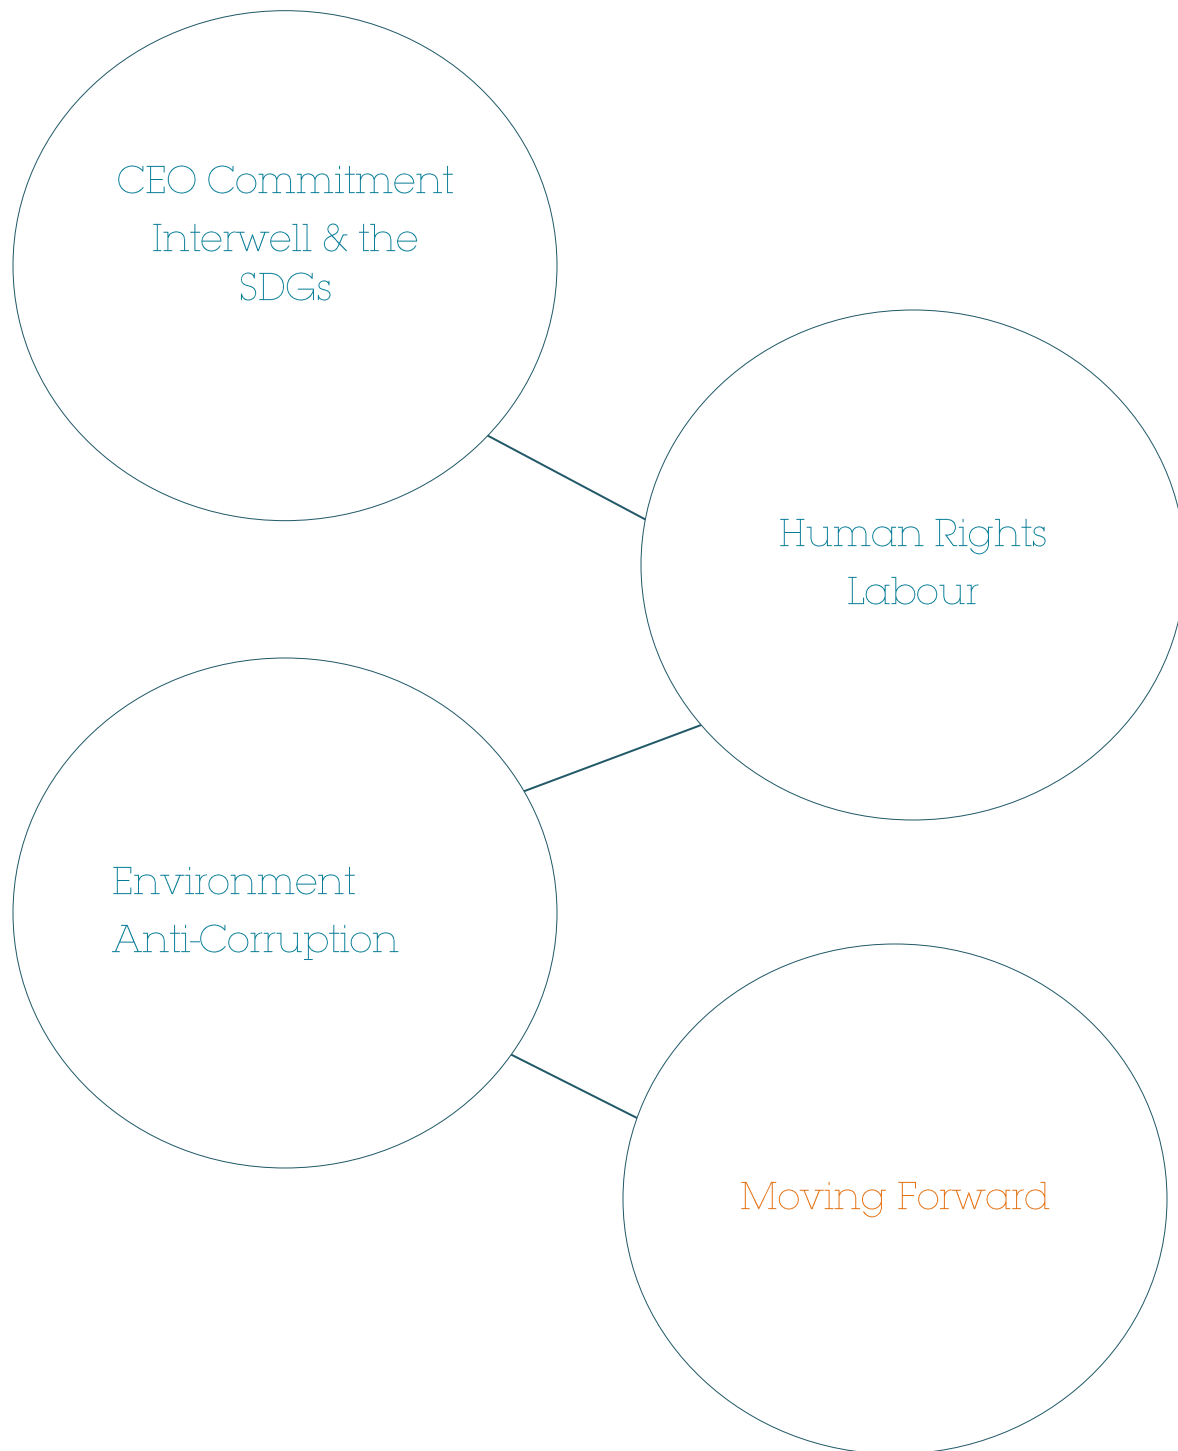 CEO Commitment
Interwell & the
SDGs
Human Rights
Labour
Environment
Anti-Corruption
Moving Forward